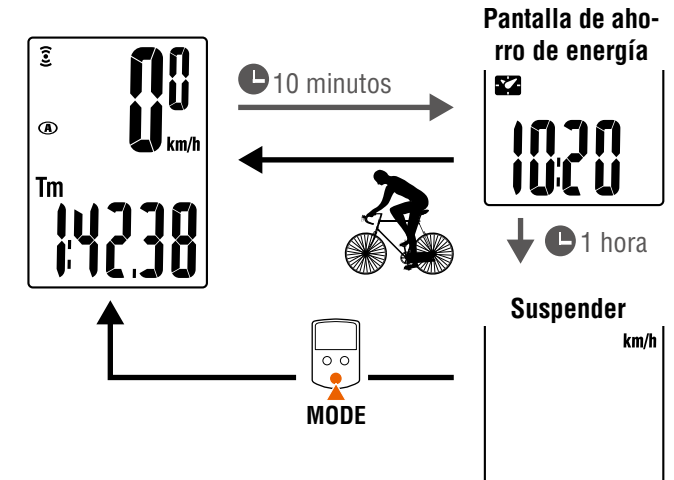 Pantalla de aho-
rro de energía
10 minutos
0.0
km/h
A
Tm
1:42.38
10:20
1 hora
Suspender
km/h
MODE